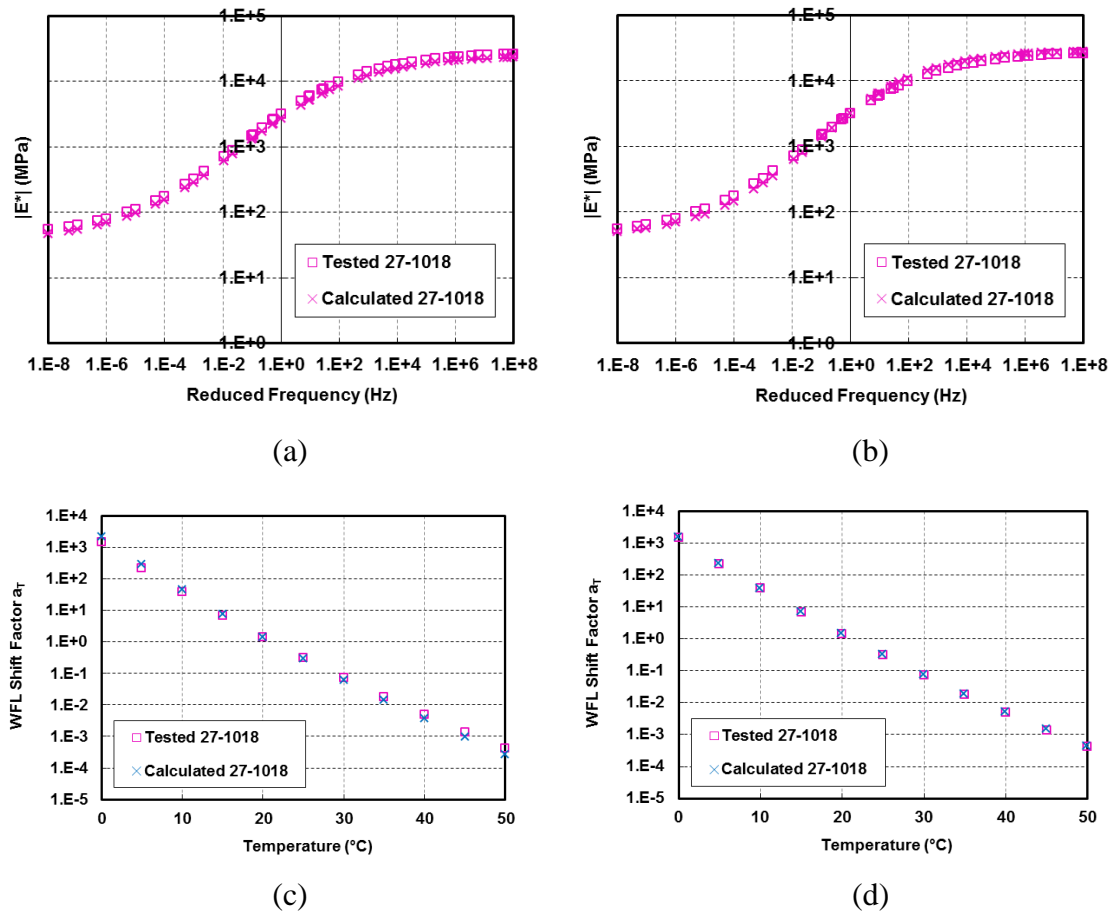 1.E+5
1.E+4
1.E+3
1.E+2
1.E+1
1.E+0
|E*| (MPa)
Tested 27-1018
Calculated 27-1018
1.E-8 1.E-6 1.E-4 1.E-2 1.E+0 1.E+2 1.E+4 1.E+6 1.E+8
Reduced Frequency (Hz)
(a)
1.E+5
1.E+4
1.E+3
1.E+2
1.E+1
1.E+0
|E*| (MPa)
Tested 27-1018
Calculated 27-1018
1.E-8 1.E-6 1.E-4 1.E-2 1.E+0 1.E+2 1.E+4 1.E+6 1.E+8
Reduced Frequency (Hz)
(b)
1.E+4
1.E+3
1.E+2
1.E+1
1.E+0
1.E-1
1.E-2
1.E-3
1.E-4
1.E-5
WFL Shift Factor aT
Tested 27-1018
Calculated 27-1018
0 10 20 30 40 50
Temperature (°C)
(c)
1.E+4
1.E+3
1.E+2
1.E+1
1.E+0
1.E-1
1.E-2
1.E-3
1.E-4
1.E-5
WFL Shift Factor aT
Tested 27-1018
Calculated 27-1018
0 10 20 30 40 50
Temperature (°C)
(d)